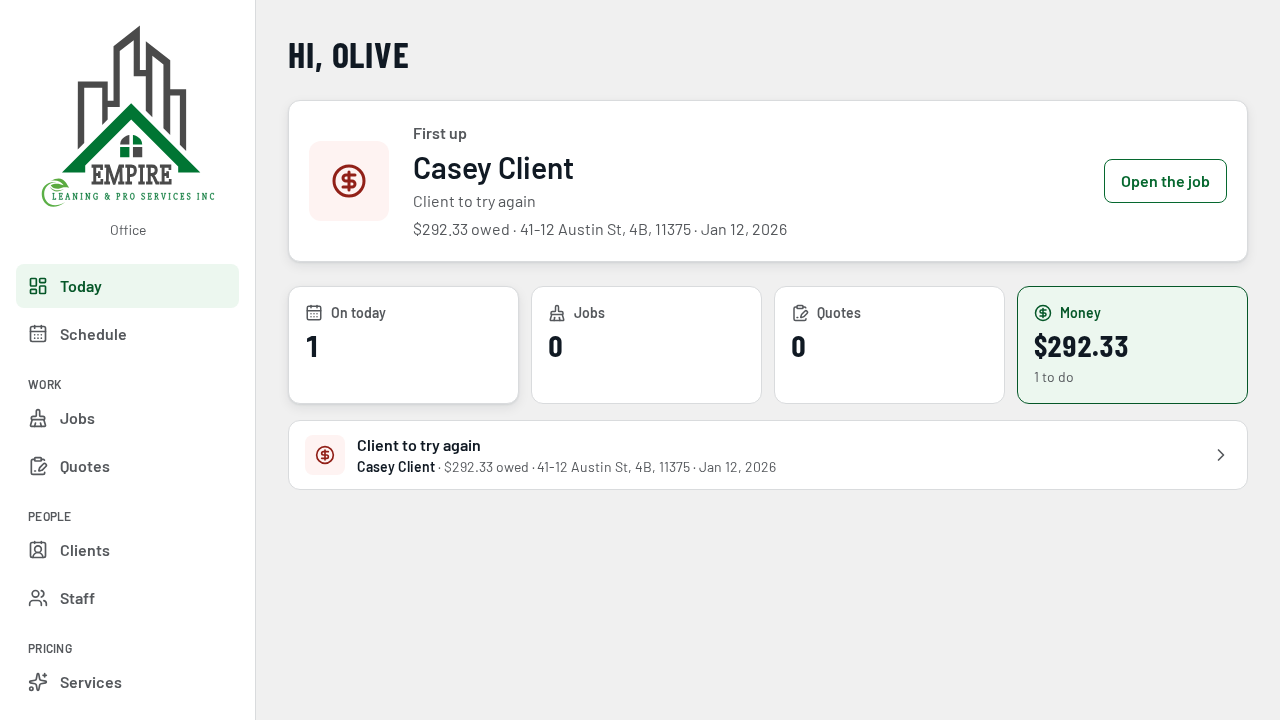 EMPIRE
LEANING & PRO SERVICES INC
Office
Today
Schedule
WORK
Jobs
Quotes
PEOPLE
Clients
Staff
PRICING
Services
HI, OLIVE
First up
Casey Client
Client to try again
$292.33 owed · 41-12 Austin St, 4B, 11375 · Jan 12, 2026
Open the job
On today
1
Jobs
0
Quotes
0
Money
$292.33
1 to do
Client to try again
Casey Client · $292.33 owed · 41-12 Austin St, 4B, 11375 · Jan 12, 2026